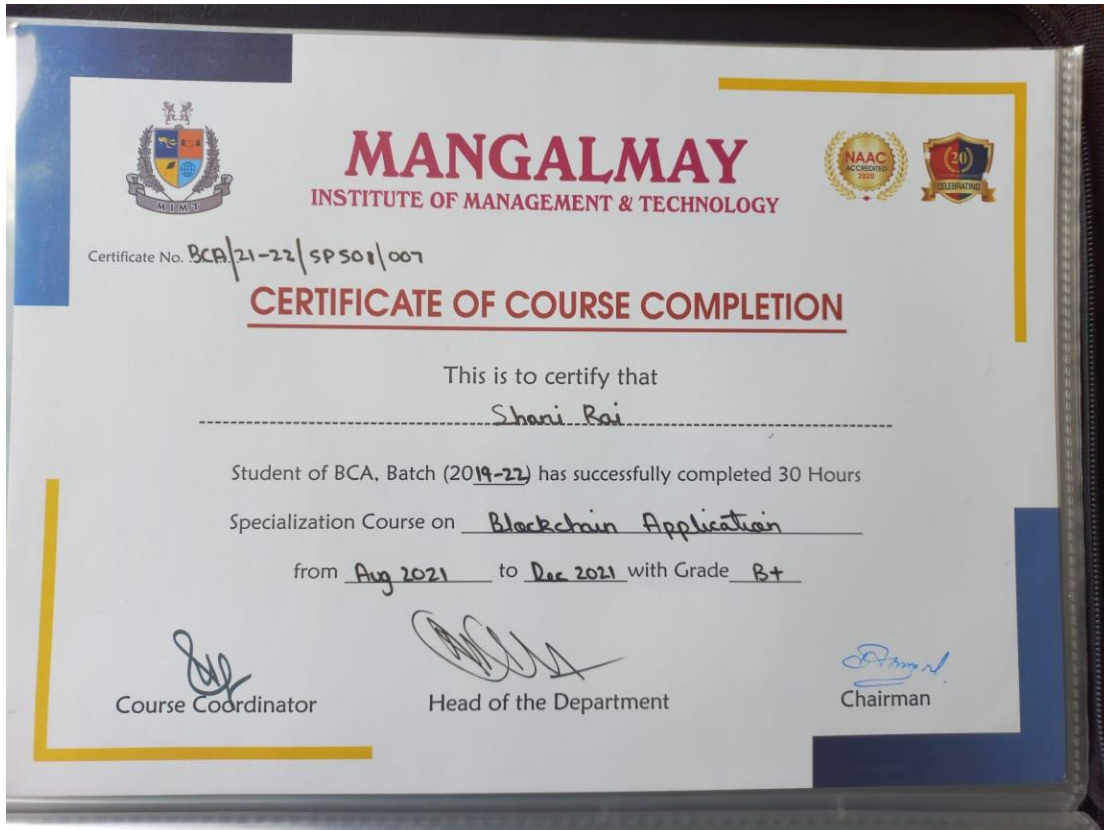 MIMT
MANGALMAY
INSTITUTE OF MANAGEMENT & TECHNOLOGY
NAAC
ACCREDITED
2020
20
CELEBRATING
Certificate No. BCA/21-22/SPS01/007
CERTIFICATE OF COURSE COMPLETION
This is to certify that
Shani Rai
Student of BCA, Batch (2019-22) has successfully completed 30 Hours
Specialization Course on Blockchain Application
from Aug 2021 to Dec 2021 with Grade B+
Course Coordinator
Head of the Department
Chairman